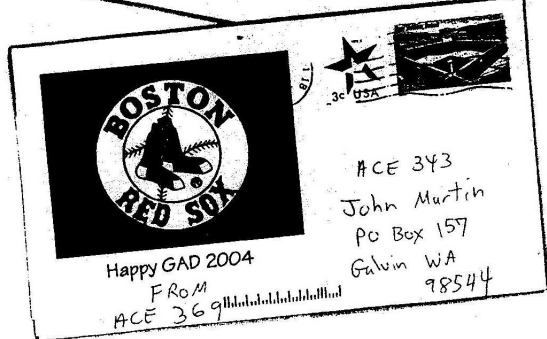 BOSTON
RED SOX
Happy GAD 2004
FROM
ACE 369
3c USA
ACE 343
John Martin
PO Box 157
Galvin WA
98544